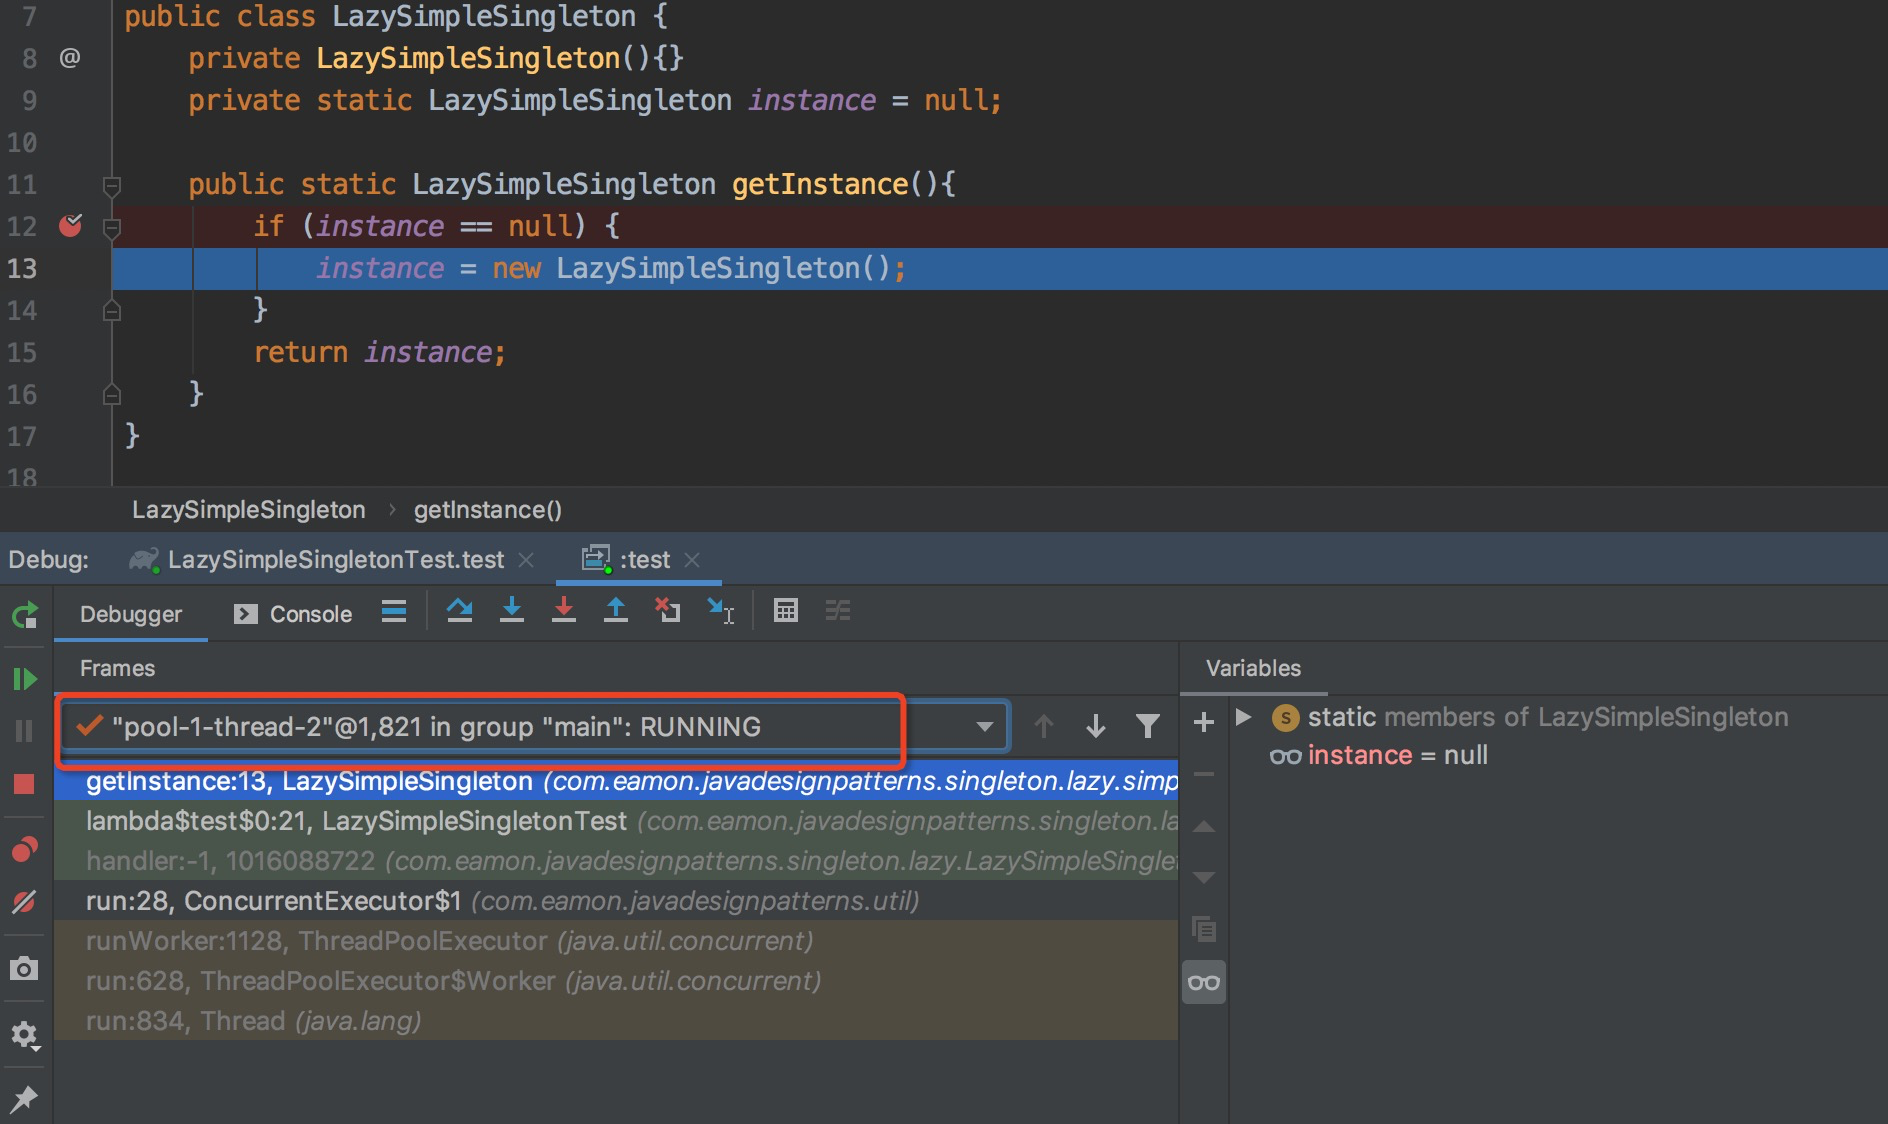 7 public class LazySimpleSingleton {
8 @ private LazySimpleSingleton(){}
9 private static LazySimpleSingleton instance = null;
10
11 public static LazySimpleSingleton getInstance(){
12 if (instance == null) {
13 instance = new LazySimpleSingleton();
14 }
15 return instance;
16 }
17 }
18
LazySimpleSingleton › getInstance()
Debug: LazySimpleSingletonTest.test × :test ×
Debugger Console
Frames
Variables
"pool-1-thread-2"@1,821 in group "main": RUNNING
s static members of LazySimpleSingleton
instance = null
getInstance:13, LazySimpleSingleton (com.eamon.javadesignpatterns.singleton.lazy.simp
lambda$test$0:21, LazySimpleSingletonTest (com.eamon.javadesignpatterns.singleton.la
handler:-1, 1016088722 (com.eamon.javadesignpatterns.singleton.lazy.LazySimpleSingle
run:28, ConcurrentExecutor$1 (com.eamon.javadesignpatterns.util)
runWorker:1128, ThreadPoolExecutor (java.util.concurrent)
run:628, ThreadPoolExecutor$Worker (java.util.concurrent)
run:834, Thread (java.lang)